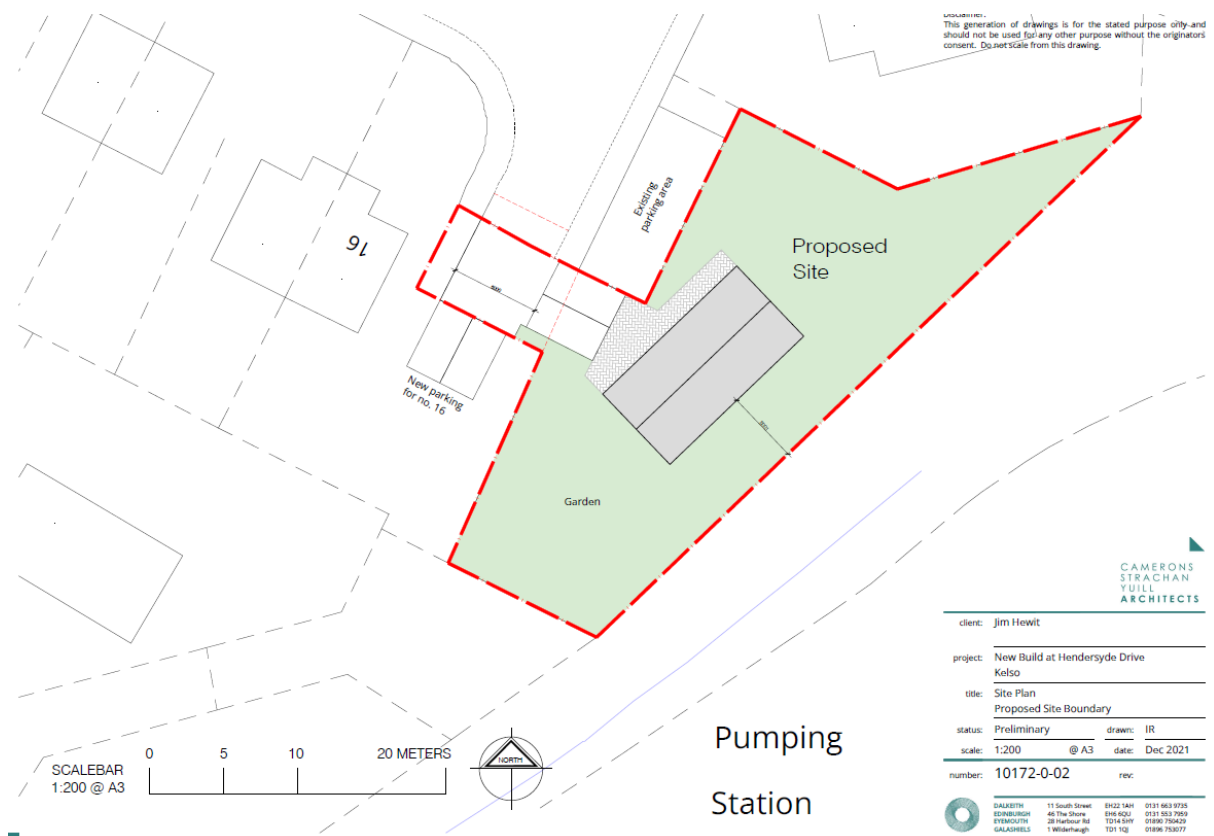 Disclaimer:
This generation of drawings is for the stated purpose only and
should not be used for any other purpose without the originators
consent. Do not scale from this drawing.
Existing
parking area
Proposed
Site
16
New parking
for no. 16
Garden
CAMERONS
STRACHAN
YUILL
ARCHITECTS
client: Jim Hewit
project: New Build at Hendersyde Drive
Kelso
title: Site Plan
Proposed Site Boundary
status: Preliminary drawn: IR
scale: 1:200 @ A3 date: Dec 2021
number: 10172-0-02 rev:
DALKEITH 11 South Street EH22 1AH 0131 663 9735
EDINBURGH 46 The Shore EH6 6QU 0131 553 7959
EYEMOUTH 28 Harbour Rd TD14 5HY 01890 750429
GALASHIELS 1 Wilderhaugh TD1 1QJ 01896 753077
Pumping
Station
0 5 10 20 METERS
SCALEBAR
1:200 @ A3
NORTH